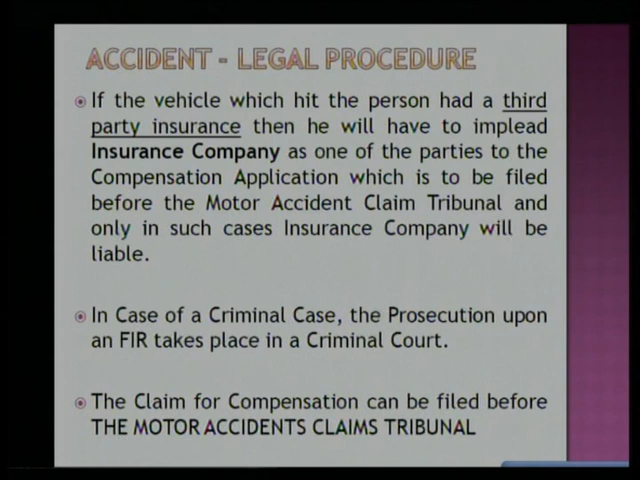 ACCIDENT - LEGAL PROCEDURE
If the vehicle which hit the person had a third
party insurance then he will have to implead
Insurance Company as one of the parties to the
Compensation Application which is to be filed
before the Motor Accident Claim Tribunal and
only in such cases Insurance Company will be
liable.
In Case of a Criminal Case, the Prosecution upon
an FIR takes place in a Criminal Court.
The Claim for Compensation can be filed before
THE MOTOR ACCIDENTS CLAIMS TRIBUNAL